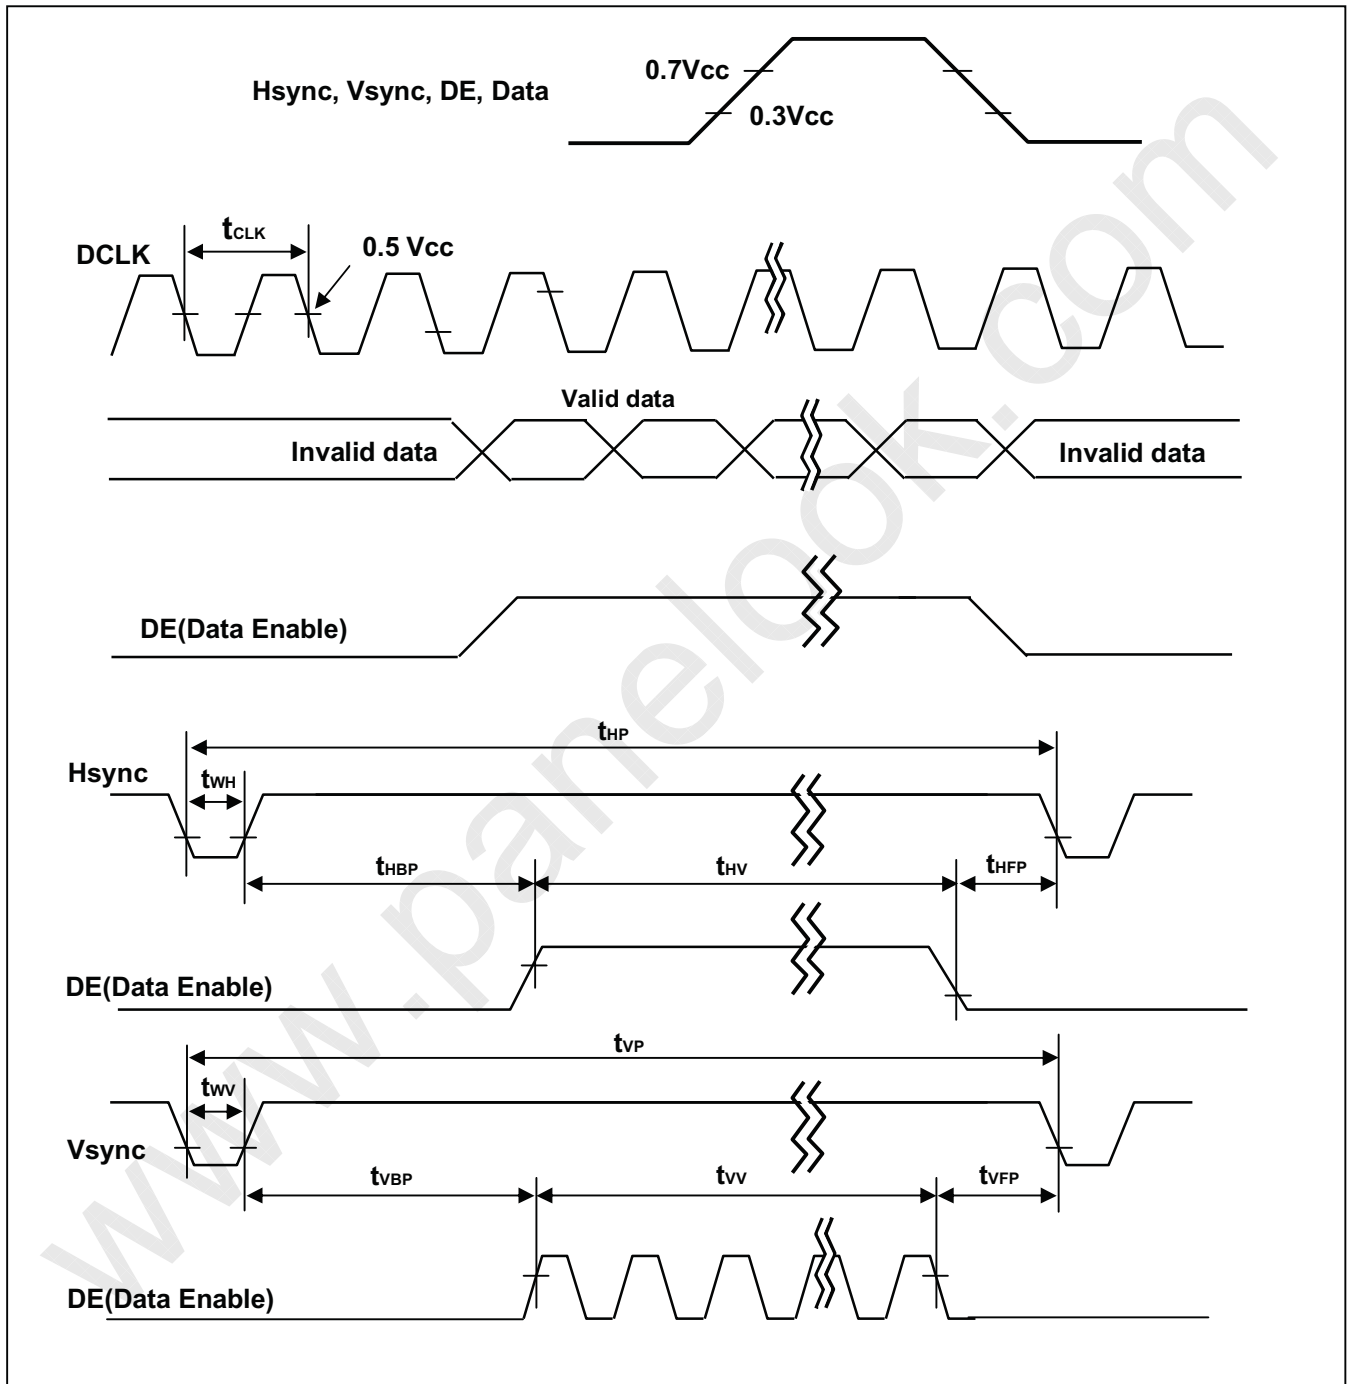 0.7Vcc
Hsync, Vsync, DE, Data
0.3Vcc
tCLK
DCLK
0.5 Vcc
Valid data
Invalid data
Invalid data
DE(Data Enable)
tHP
Hsync
tWH
tHBP
tHV
tHFP
DE(Data Enable)
tVP
tWV
Vsync
tVBP
tVV
tVFP
DE(Data Enable)
www.panelook.com